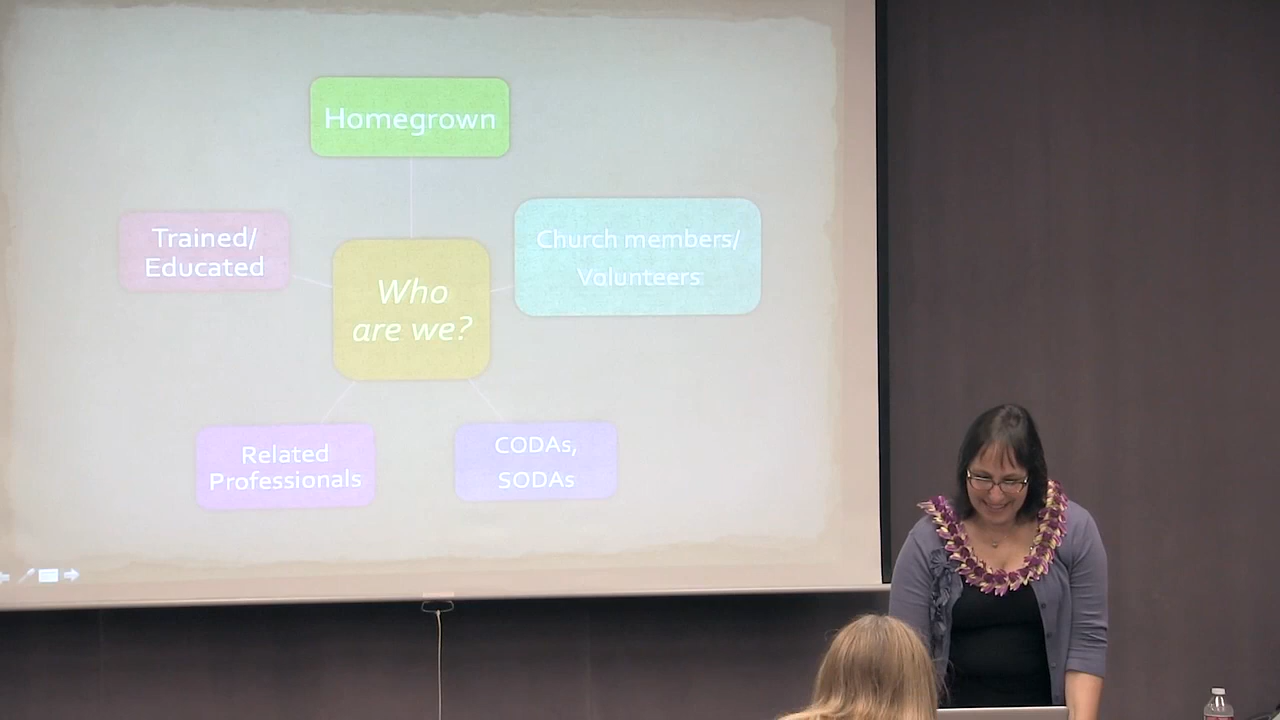 Homegrown
Trained/
Educated
Church members/
Volunteers
Who
are we?
Related
Professionals
CODAs,
SODAs